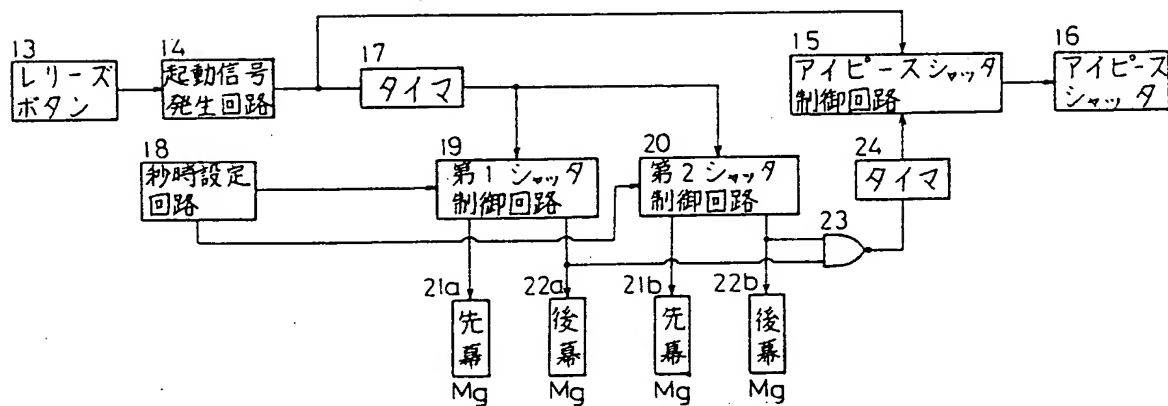 13
レリーズ
ボタン
14
起動信号
発生回路
17
タイマ
15
アイピースシャッタ
制御回路
16
アイピース
シャッタ
18
秒時設定
回路
19
第1シャッタ
制御回路
20
第2シャッタ
制御回路
24
タイマ
23
21a
先幕
Mg
22a
後幕
Mg
21b
先幕
Mg
22b
後幕
Mg